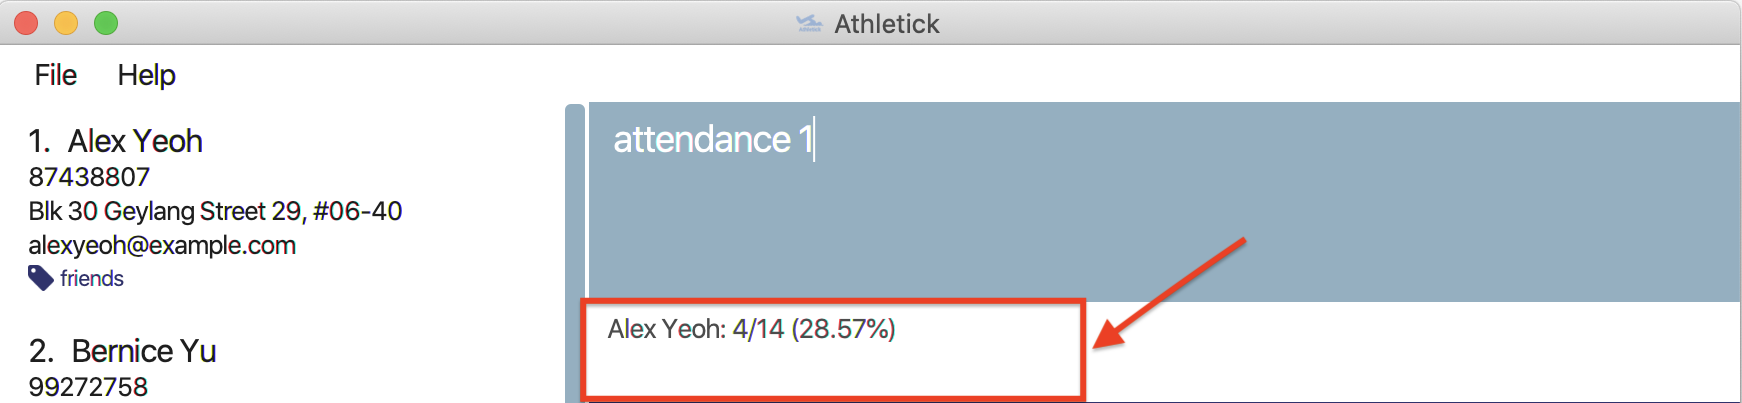 Athletick
File Help
1. Alex Yeoh
87438807
Blk 30 Geylang Street 29, #06-40
alexyeoh@example.com
friends
2. Bernice Yu
99272758
attendance 1
Alex Yeoh: 4/14 (28.57%)